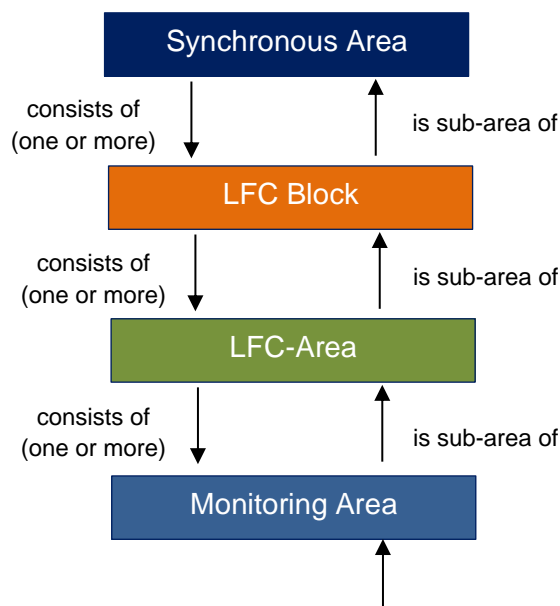 Synchronous Area
consists of
(one or more)
is sub-area of
LFC Block
consists of
(one or more)
is sub-area of
LFC-Area
consists of
(one or more)
is sub-area of
Monitoring Area